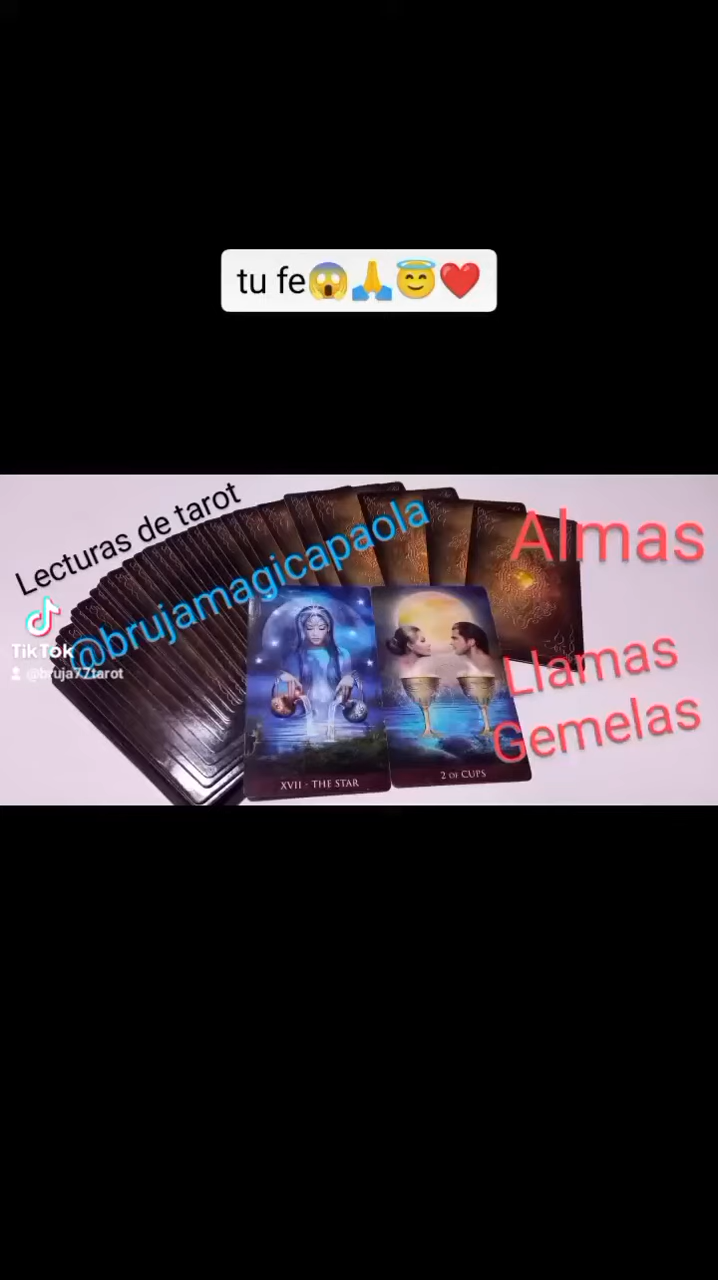 tu fe😱🙏😇❤️
Lecturas de tarot
@brujamagicapaola
Almas
Llamas
Gemelas
TikTok
@bruja77tarot
XVII - THE STAR
2 OF CUPS